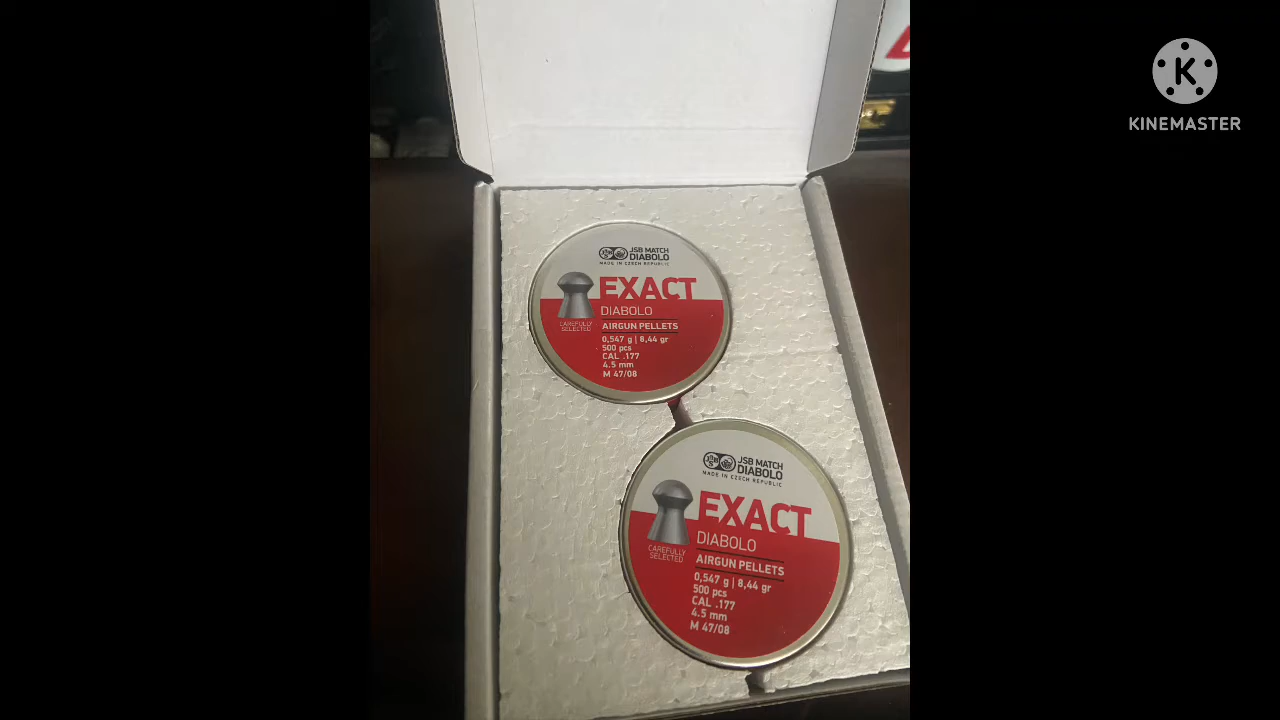 K
KINEMASTER
JSB MATCH
DIABOLO
MADE IN CZECH REPUBLIC
EXACT
DIABOLO
CAREFULLY
SELECTED
AIRGUN PELLETS
0,547 g | 8,44 gr
500 pcs
CAL .177
4.5 mm
M 47/08
JSB MATCH
DIABOLO
MADE IN CZECH REPUBLIC
EXACT
DIABOLO
CAREFULLY
SELECTED
AIRGUN PELLETS
0,547 g | 8,44 gr
500 pcs
CAL .177
4.5 mm
M 47/08